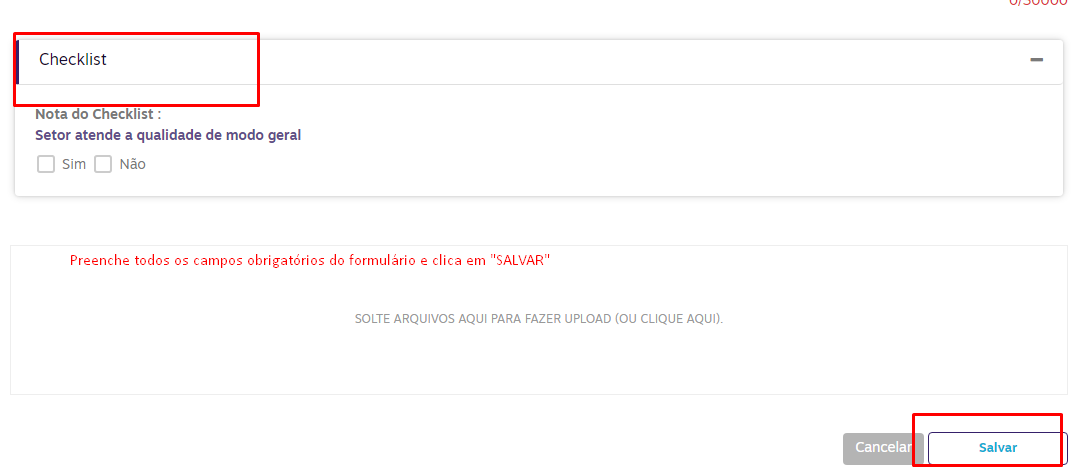 0/30000
Checklist
Nota do Checklist :
Setor atende a qualidade de modo geral
Sim Não
Preenche todos os campos obrigatórios do formulário e clica em "SALVAR"
SOLTE ARQUIVOS AQUI PARA FAZER UPLOAD (OU CLIQUE AQUI).
Cancelar Salvar